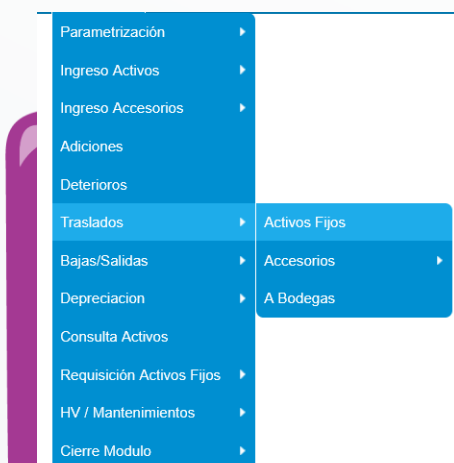 Parametrización
Ingreso Activos
Ingreso Accesorios
Adiciones
Deterioros
Traslados
Activos Fijos
Bajas/Salidas
Accesorios
Depreciacion
A Bodegas
Consulta Activos
Requisición Activos Fijos
HV / Mantenimientos
Cierre Modulo